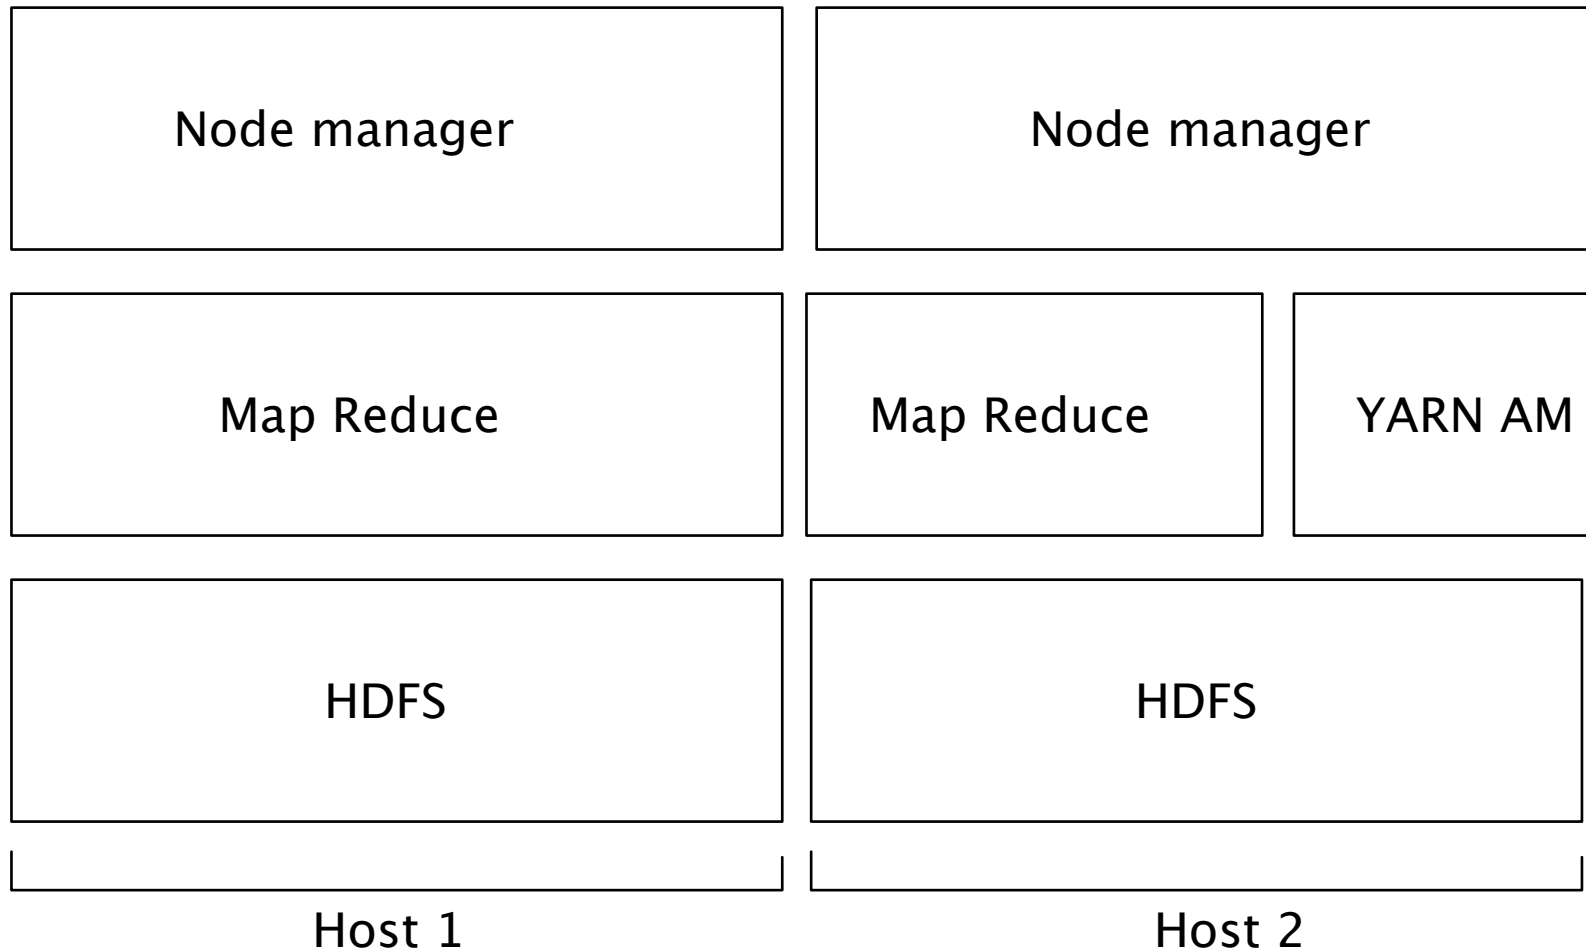 Node manager
Node manager
Map Reduce
Map Reduce
YARN AM
HDFS
HDFS
Host 1
Host 2